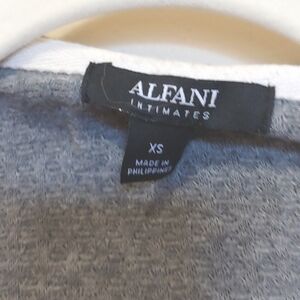 ALFANI
INTIMATES
XS
MADE IN
PHILIPPINES